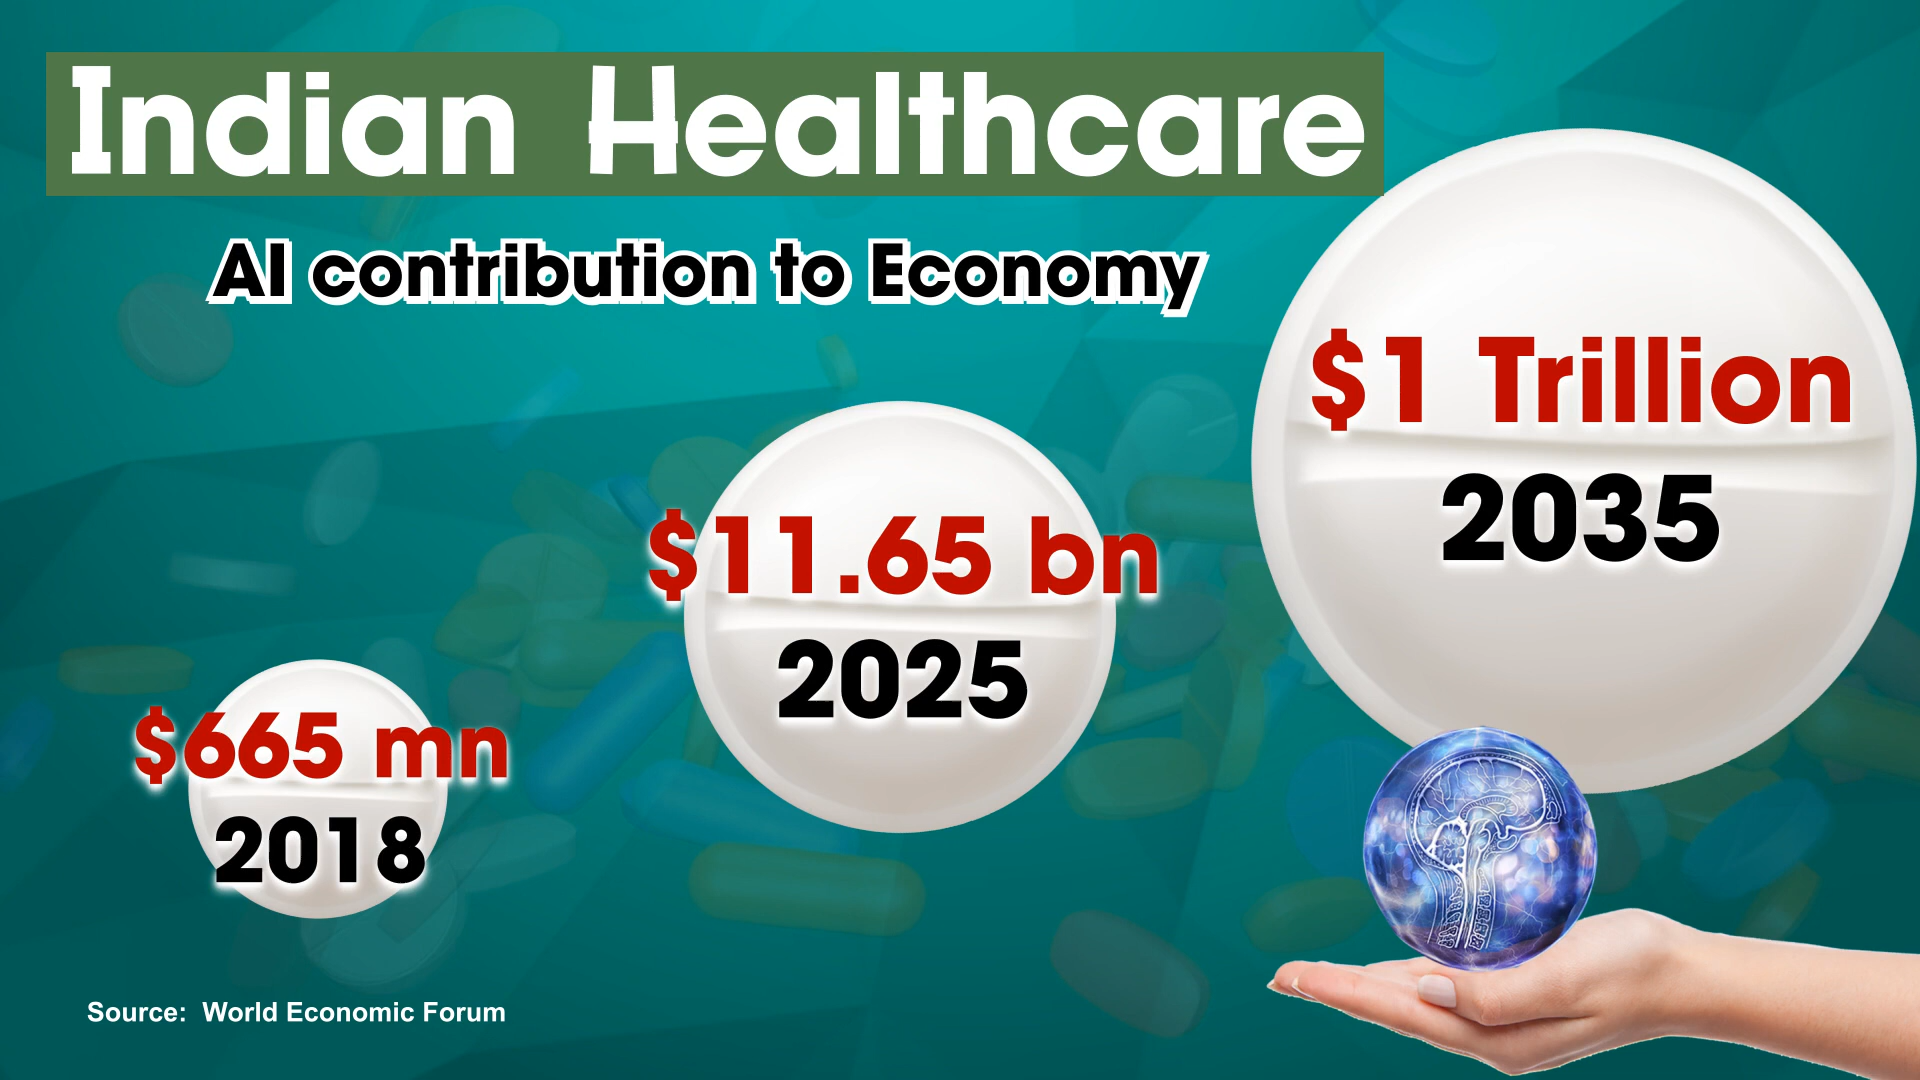 Indian Healthcare
AI contribution to Economy
$1 Trillion
2035
$11.65 bn
2025
$665 mn
2018
Source: World Economic Forum